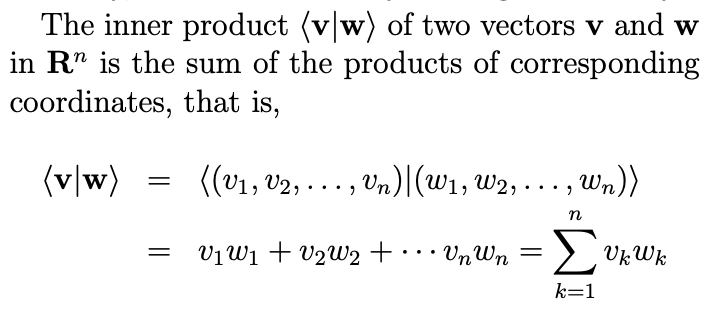 The inner product ⟨v|w⟩ of two vectors v and w
in Rⁿ is the sum of the products of corresponding
coordinates, that is,
⟨v|w⟩ = ⟨(v₁, v₂, . . . , vₙ)|(w₁, w₂, . . . , wₙ)⟩
= v₁w₁ + v₂w₂ + · · · vₙwₙ = ∑ₖ₌₁ⁿ vₖwₖ